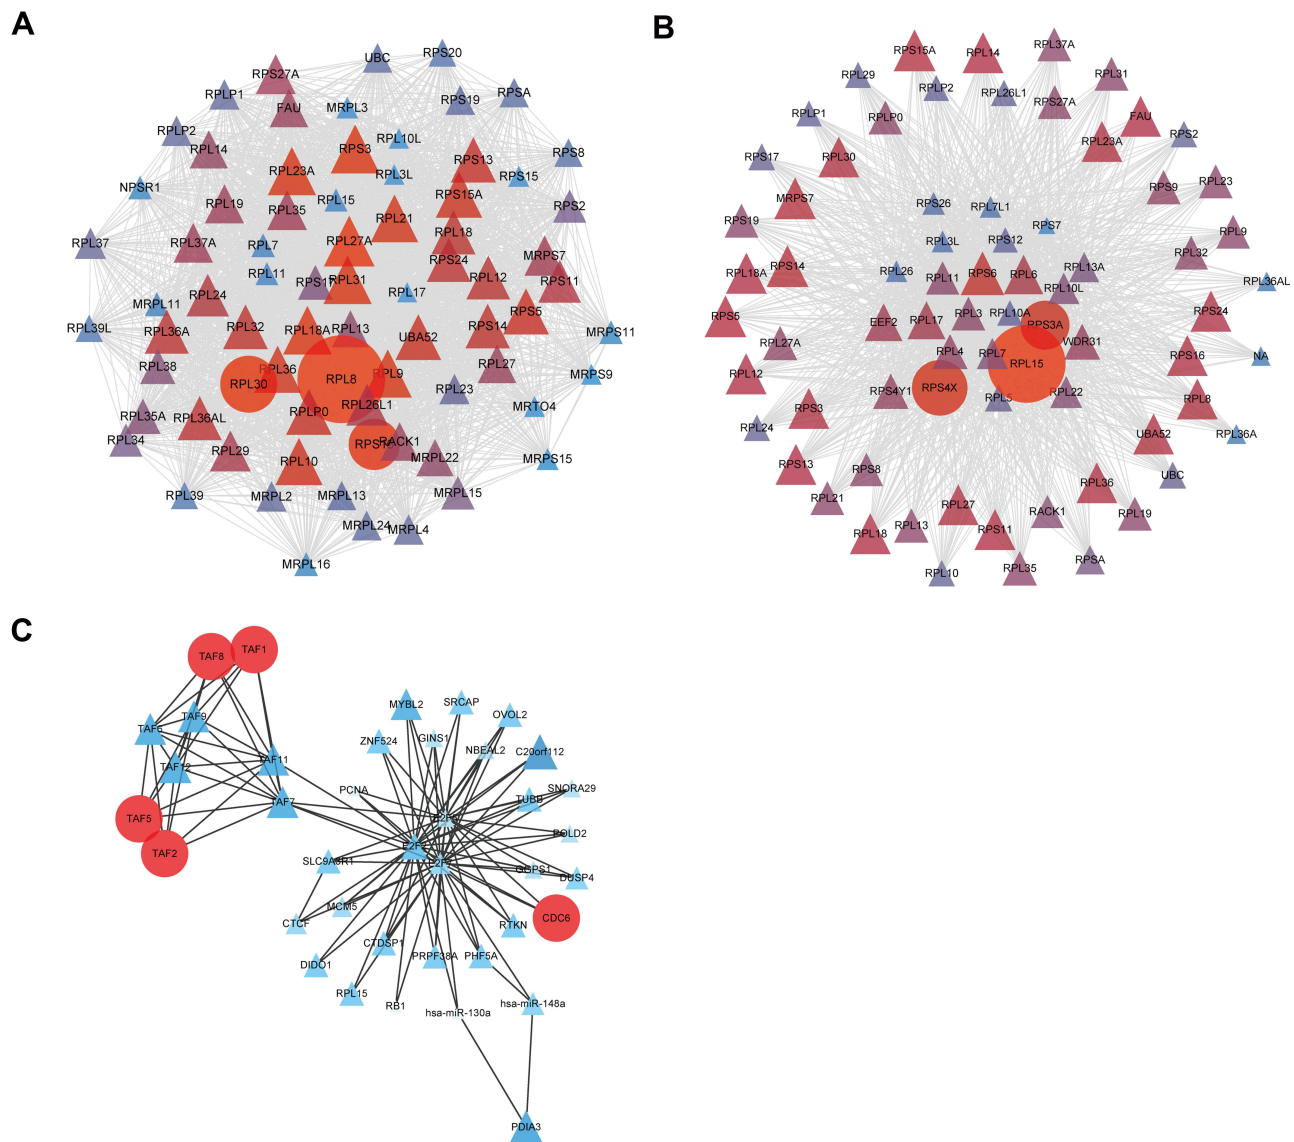 A
UBC
RPS20
RPS27A
RPLP1
FAU
MRPL3
RPS19
RPSA
RPLP2
RPL14
RPS3
RPL10L
RPS13
RPS8
NPSR1
RPL23A
RPL3L
RPS15
RPL19
RPL35
RPL15
RPL21
RPS15A
RPS2
RPL37
RPL37A
RPL7
RPL27A
RPL18
RPS24
MRPS7
RPL11
RPS17
RPL31
RPL17
RPL12
RPS11
MRPL11
RPL24
RPL39L
RPL36A
RPL32
RPL18A
RPL13
UBA52
RPS14
RPS5
MRPS11
RPL38
RPL36
RPL30
RPL8
RPL9
RPL27
RPL23
MRPS9
RPL35A
RPL36AL
RPLP0
RPL26L1
MRTO4
RPL34
RPL29
RACK1
RPL10
MRPL22
MRPS15
RPL39
MRPL2
MRPL13
MRPL15
MRPL24
MRPL4
MRPL16
B
RPS15A
RPL14
RPL37A
RPL29
RPLP2
RPL26L1
RPL31
RPLP1
RPLP0
RPS27A
FAU
RPS17
RPL30
RPL23A
RPS2
MRPS7
RPS9
RPL23
RPS19
RPS26
RPL7L1
RPS7
RPL9
RPL3L
RPS12
RPL32
RPL18A
RPS14
RPL26
RPL11
RPS6
RPL6
RPL13A
RPL10L
RPL36AL
RPS5
EEF2
RPL17
RPL3
RPL10A
RPS3A
RPS24
RPL27A
RPL4
RPL7
WDR31
RPS16
NA
RPL12
RPS4Y1
RPS4X
RPL15
RPL5
RPL22
RPL8
RPS3
RPL24
UBA52
RPL36A
RPS13
RPS8
RPL36
UBC
RPL21
RPL27
RACK1
RPL19
RPL18
RPL13
RPS11
RPL10
RPL35
RPSA
C
TAF8
TAF1
TAF9
TAF6
TAF12
TAF11
TAF7
TAF5
TAF2
MYBL2
SRCAP
OVOL2
ZNF524
GINS1
NBEAL2
C20orf112
PCNA
TUBB
SNORA29
POLD2
SLC9A3R1
GGPS1
DUSP4
MCM5
CTCF
CDC6
RTKN
CTDSP1
PRPF38A
PHF5A
DIDO1
RPL15
RB1
hsa-miR-130a
hsa-miR-148a
PDIA3